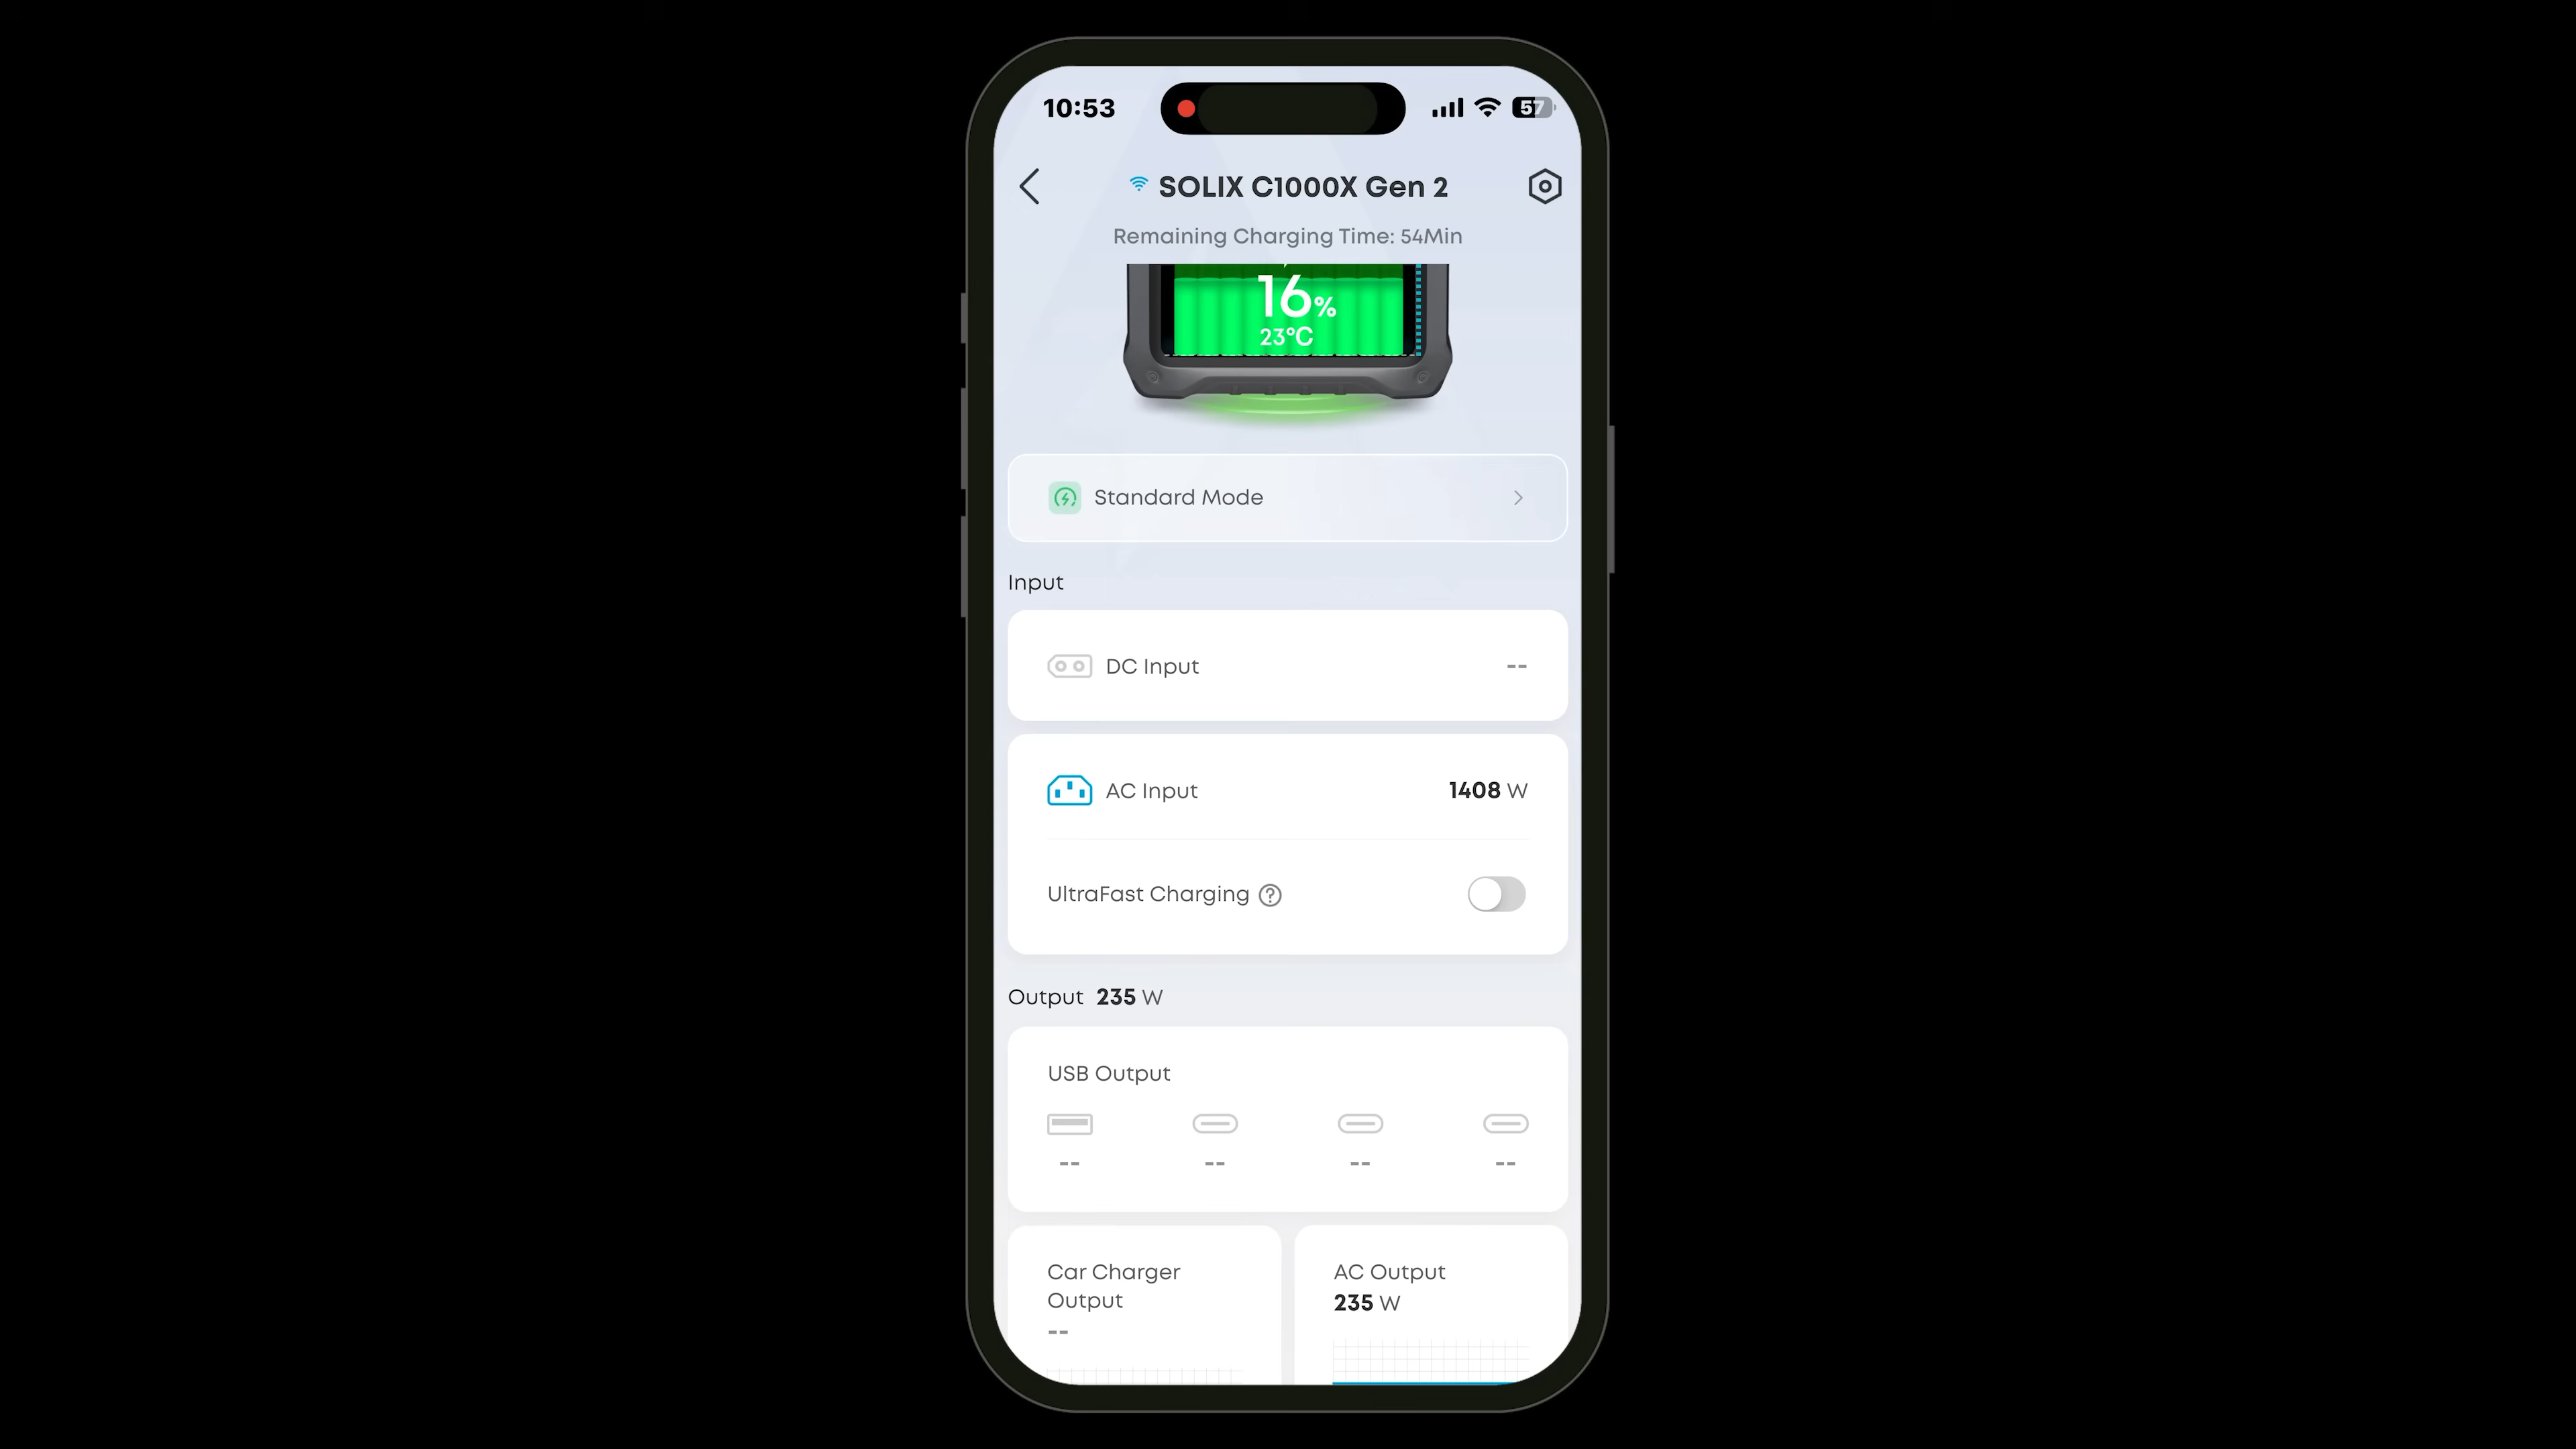 10:53
57
SOLIX C1000X Gen 2
Remaining Charging Time: 54Min
16%
23°C
Standard Mode
Input
DC Input --
AC Input 1408 W
UltraFast Charging ?
Output 235 W
USB Output
-- -- -- --
Car Charger
Output
--
AC Output
235 W